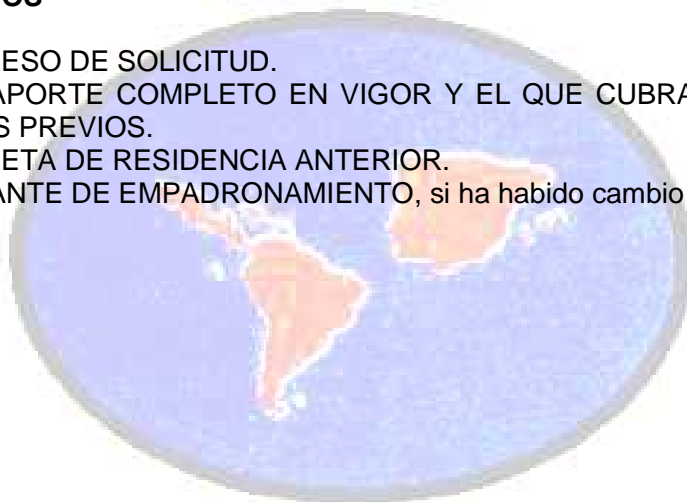 ESO DE SOLICITUD.
APORTE COMPLETO EN VIGOR Y EL QUE CUBRA
S PREVIOS.
ETA DE RESIDENCIA ANTERIOR.
ANTE DE EMPADRONAMIENTO, si ha habido cambio